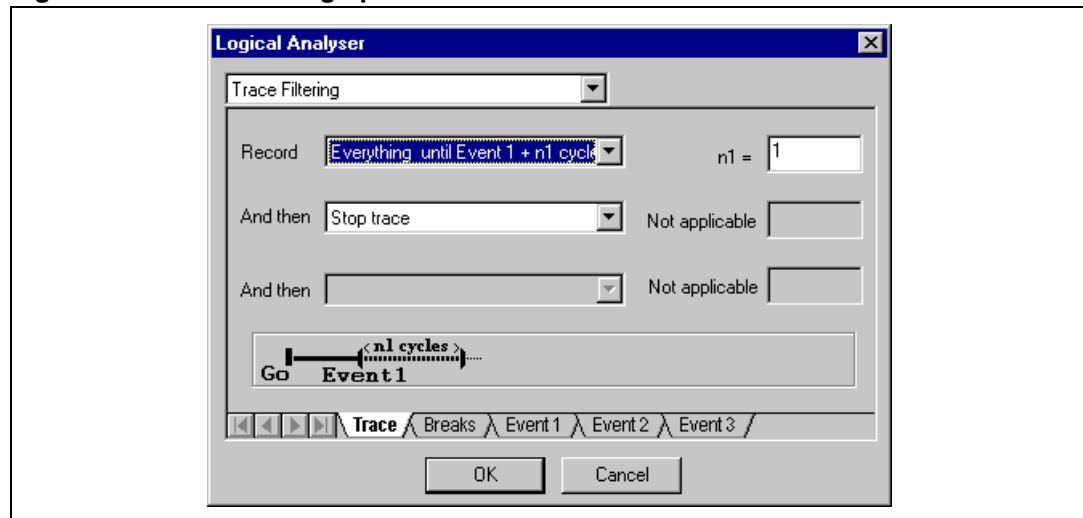 Logical Analyser
Trace Filtering
Record Everything until Event 1 + n1 cycle n1 = 1
And then Stop trace Not applicable
And then Not applicable
< n1 cycles >
Go Event1
Trace Breaks Event 1 Event 2 Event 3
OK Cancel